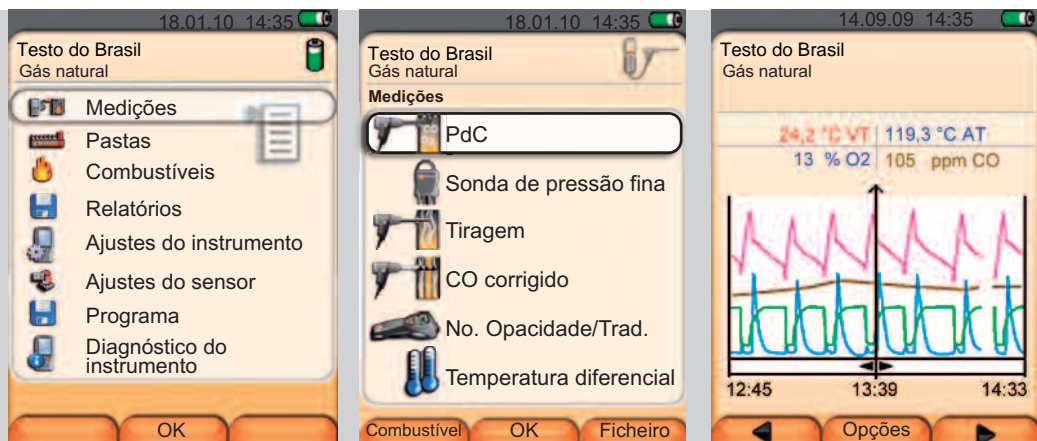 18.01.10 14:35
Testo do Brasil
Gás natural
Medições
Pastas
Combustíveis
Relatórios
Ajustes do instrumento
Ajustes do sensor
Programa
Diagnóstico do
instrumento
OK
18.01.10 14:35
Testo do Brasil
Gás natural
Medições
PdC
Sonda de pressão fina
Tiragem
CO corrigido
No. Opacidade/Trad.
Temperatura diferencial
Combustível OK Ficheiro
14.09.09 14:35
Testo do Brasil
Gás natural
24,2 °C VT 119,3 °C AT
13 % O2 105 ppm CO
12:45 13:39 14:33
Opções